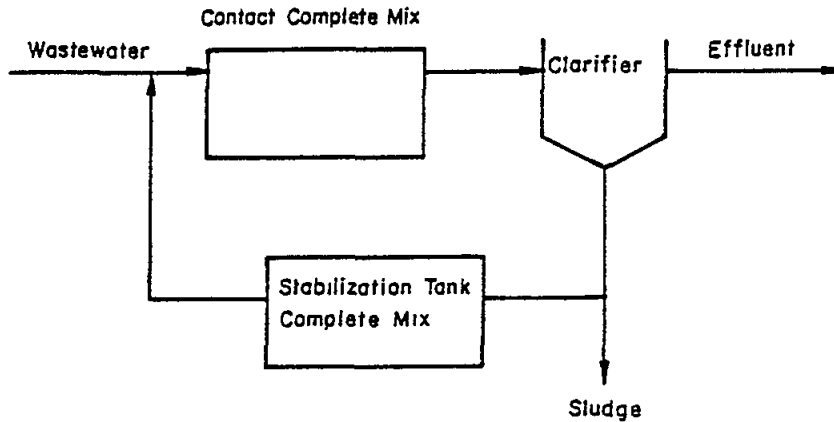 Contact Complete Mix
Wastewater
Clarifier
Effluent
Stabilization Tank
Complete Mix
Sludge